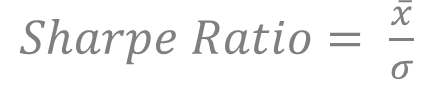 Sharpe Ratio = x̄/σ